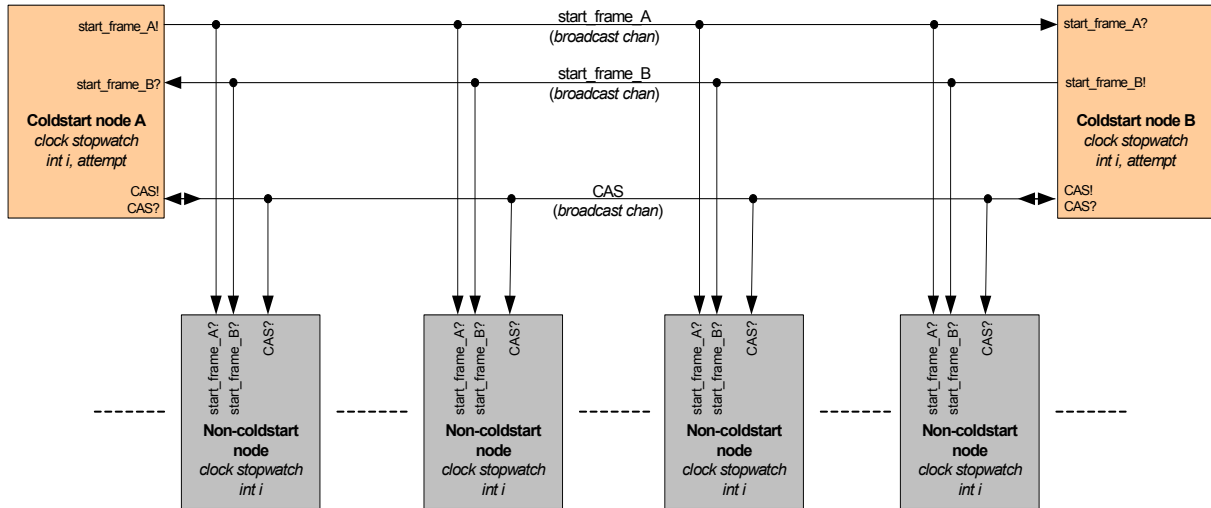 start_frame_A!
start_frame_A
(broadcast chan)
start_frame_A?
start_frame_B?
start_frame_B
(broadcast chan)
start_frame_B!
Coldstart node A
clock stopwatch
int i, attempt
Coldstart node B
clock stopwatch
int i, attempt
CAS!
CAS?
CAS
(broadcast chan)
CAS!
CAS?
start_frame_A?
start_frame_B?
CAS?
Non-coldstart
node
clock stopwatch
int i
start_frame_A?
start_frame_B?
CAS?
Non-coldstart
node
clock stopwatch
int i
start_frame_A?
start_frame_B?
CAS?
Non-coldstart
node
clock stopwatch
int i
start_frame_A?
start_frame_B?
CAS?
Non-coldstart
node
clock stopwatch
int i